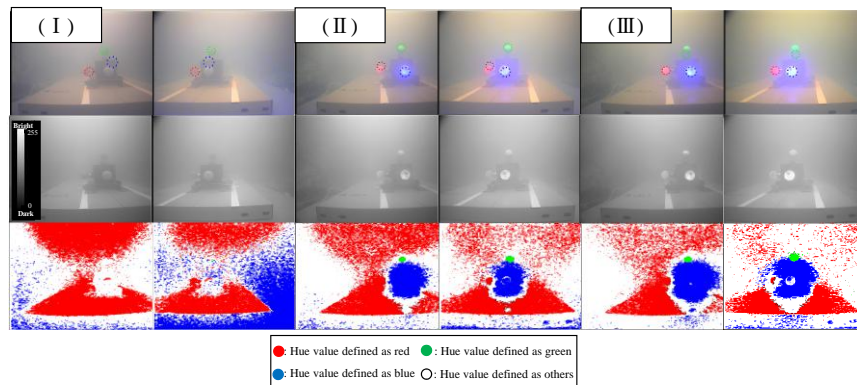 (Ⅰ)
(Ⅱ)
(Ⅲ)
Bright
255
0
Dark
: Hue value defined as red
: Hue value defined as green
: Hue value defined as blue
: Hue value defined as others